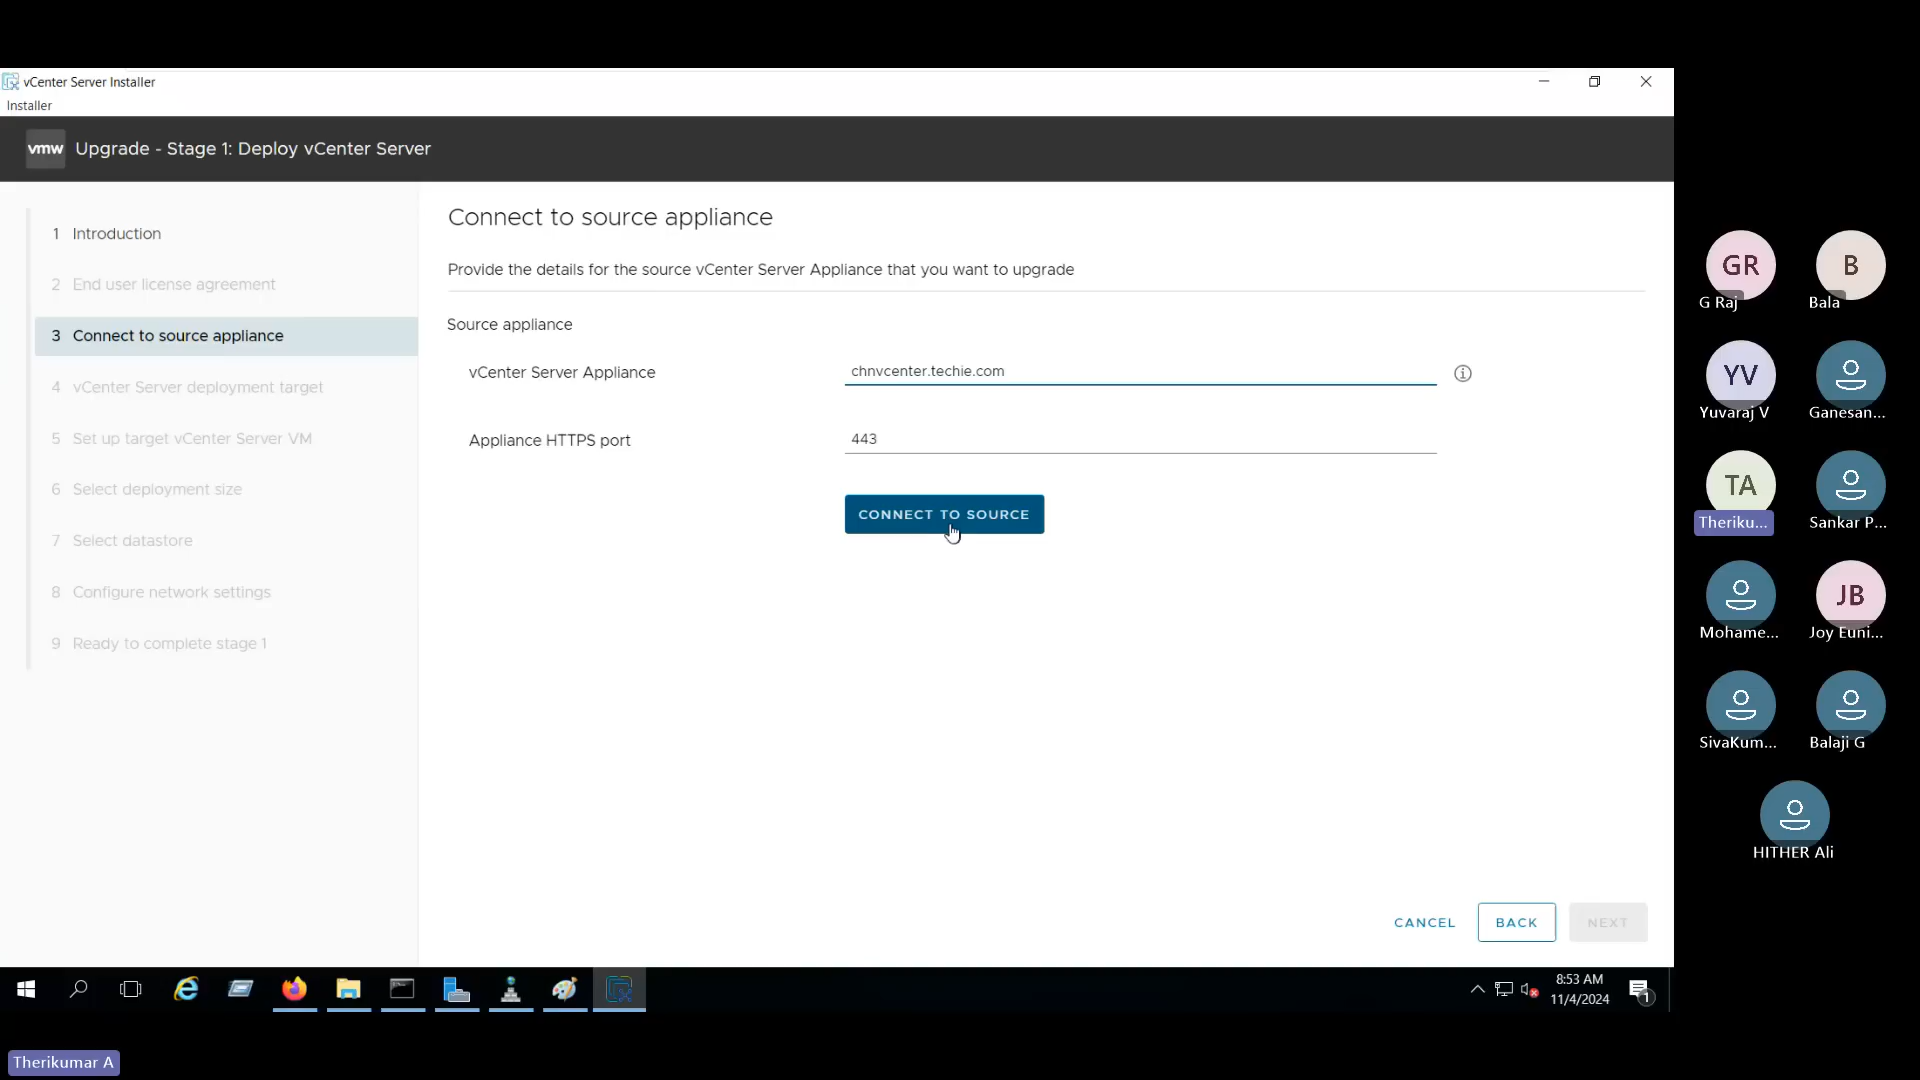 vCenter Server Installer
Installer
vmw Upgrade - Stage 1: Deploy vCenter Server
1 Introduction
2 End user license agreement
3 Connect to source appliance
4 vCenter Server deployment target
5 Set up target vCenter Server VM
6 Select deployment size
7 Select datastore
8 Configure network settings
9 Ready to complete stage 1
Connect to source appliance
Provide the details for the source vCenter Server Appliance that you want to upgrade
Source appliance
vCenter Server Appliance chnvcenter.techie.com
Appliance HTTPS port 443
CONNECT TO SOURCE
CANCEL BACK NEXT
GR B
G Raj Bala
YV
Yuvaraj V Ganesan...
TA
Theriku... Sankar P...
JB
Mohame... Joy Euni...
SivaKum... Balaji G
HITHER Ali
8:53 AM
11/4/2024
1
Therikumar A